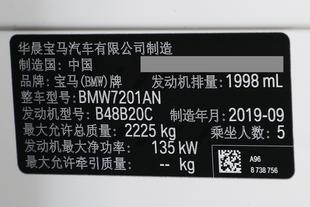 华晨宝马汽车有限公司制造
制造国：中国
品牌：宝马(BMW)牌 发动机排量：1998 mL
整车型号：BMW7201AN
发动机型号：B48B20C 制造年月：2019-09
最大允许总质量：2225 kg 乘坐人数：5
发动机最大净功率：135 kW
最大允许牵引质量：-- kg
A96
8 738 756